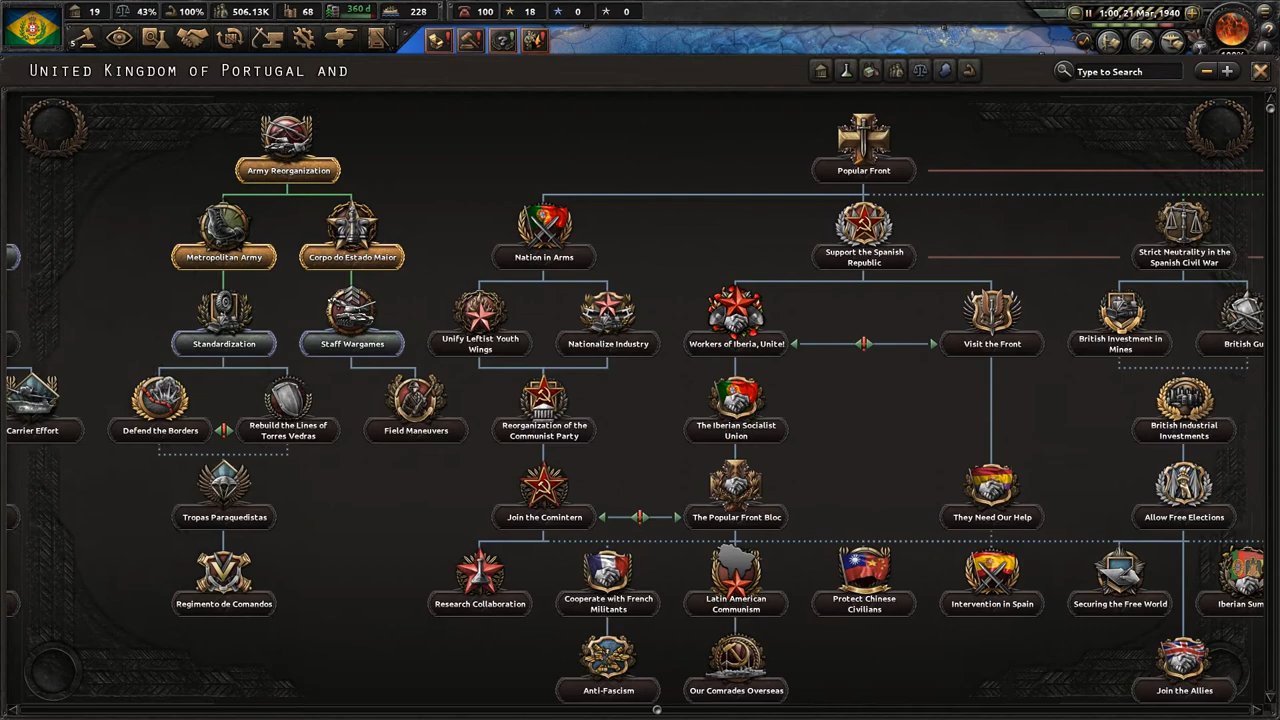 19 43% 100% 506.13K 68 360 d 228 100 18 0 0 1:00, 21 Mar, 1940
5
100%
UNITED KINGDOM OF PORTUGAL AND
Type to Search
Army Reorganization
Popular Front
Metropolitan Army
Corpo do Estado Maior
Nation in Arms
Support the Spanish
Republic
Strict Neutrality in the
Spanish Civil War
Standardization
Staff Wargames
Unify Leftist Youth
Wings
Nationalize Industry
Workers of Iberia, Unite!
Visit the Front
British Investment in
Mines
British Gu
Carrier Effort
Defend the Borders
Rebuild the Lines of
Torres Vedras
Field Maneuvers
Reorganization of the
Communist Party
The Iberian Socialist
Union
British Industrial
Investments
Tropas Paraquedistas
Join the Comintern
The Popular Front Bloc
They Need Our Help
Allow Free Elections
Regimento de Comandos
Research Collaboration
Cooperate with French
Militants
Latin American
Communism
Protect Chinese
Civilians
Intervention in Spain
Securing the Free World
Iberian Sum
Anti-Fascism
Our Comrades Overseas
Join the Allies